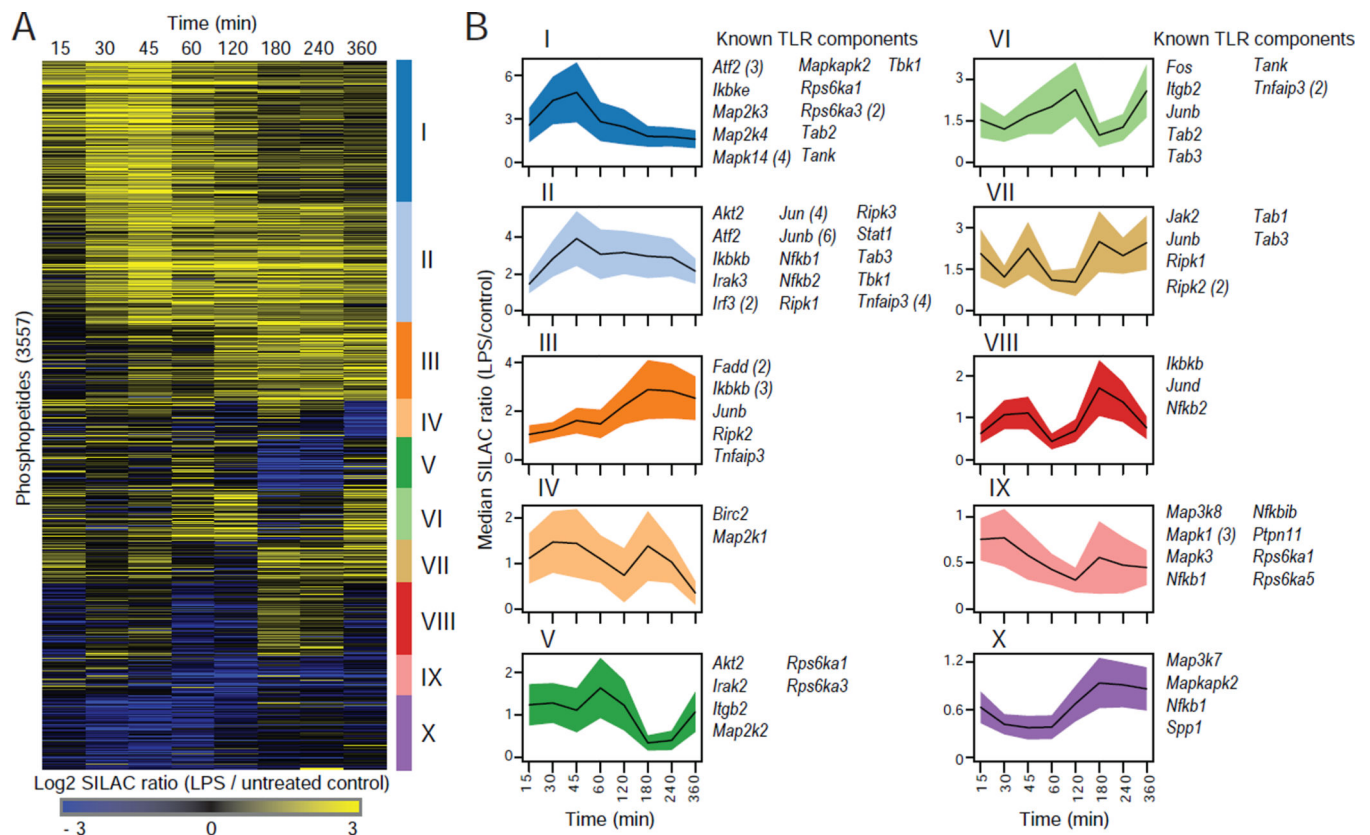 A
Time (min)
15 30 45 60 120 180 240 360
Phosphopetides (3557)
I
II
III
IV
V
VI
VII
VIII
IX
X
Log2 SILAC ratio (LPS / untreated control)
- 3 0 3
B
Median SILAC ratio (LPS/control)
I
Known TLR components
6
3
0
Atf2 (3) Mapkapk2 Tbk1
Ikbke Rps6ka1
Map2k3 Rps6ka3 (2)
Map2k4 Tab2
Mapk14 (4) Tank
II
4
2
0
Akt2 Jun (4) Ripk3
Atf2 Junb (6) Stat1
Ikbkb Nfkb1 Tab3
Irak3 Nfkb2 Tbk1
Irf3 (2) Ripk1 Tnfaip3 (4)
III
4
2
0
Fadd (2)
Ikbkb (3)
Junb
Ripk2
Tnfaip3
IV
2
1
0
Birc2
Map2k1
V
2
1
0
Akt2 Rps6ka1
Irak2 Rps6ka3
Itgb2
Map2k2
15 30 45 60 120 180 240 360
Time (min)
VI
Known TLR components
3
1.5
0
Fos Tank
Itgb2 Tnfaip3 (2)
Junb
Tab2
Tab3
VII
3
1.5
0
Jak2 Tab1
Junb Tab3
Ripk1
Ripk2 (2)
VIII
2
1
0
Ikbkb
Jund
Nfkb2
IX
1
0.5
0
Map3k8 Nfkbib
Mapk1 (3) Ptpn11
Mapk3 Rps6ka1
Nfkb1 Rps6ka5
X
1.2
0.6
0
Map3k7
Mapkapk2
Nfkb1
Spp1
15 30 45 60 120 180 240 360
Time (min)